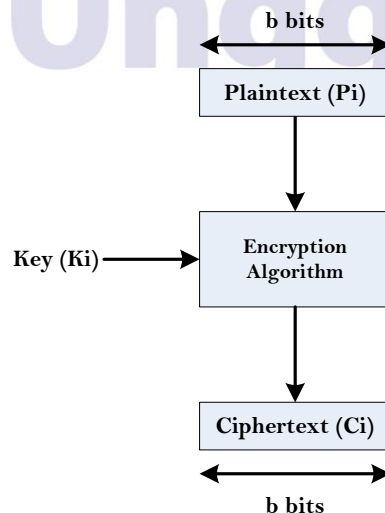 b bits
Plaintext (Pi)
Key (Ki)
Encryption
Algorithm
Ciphertext (Ci)
b bits